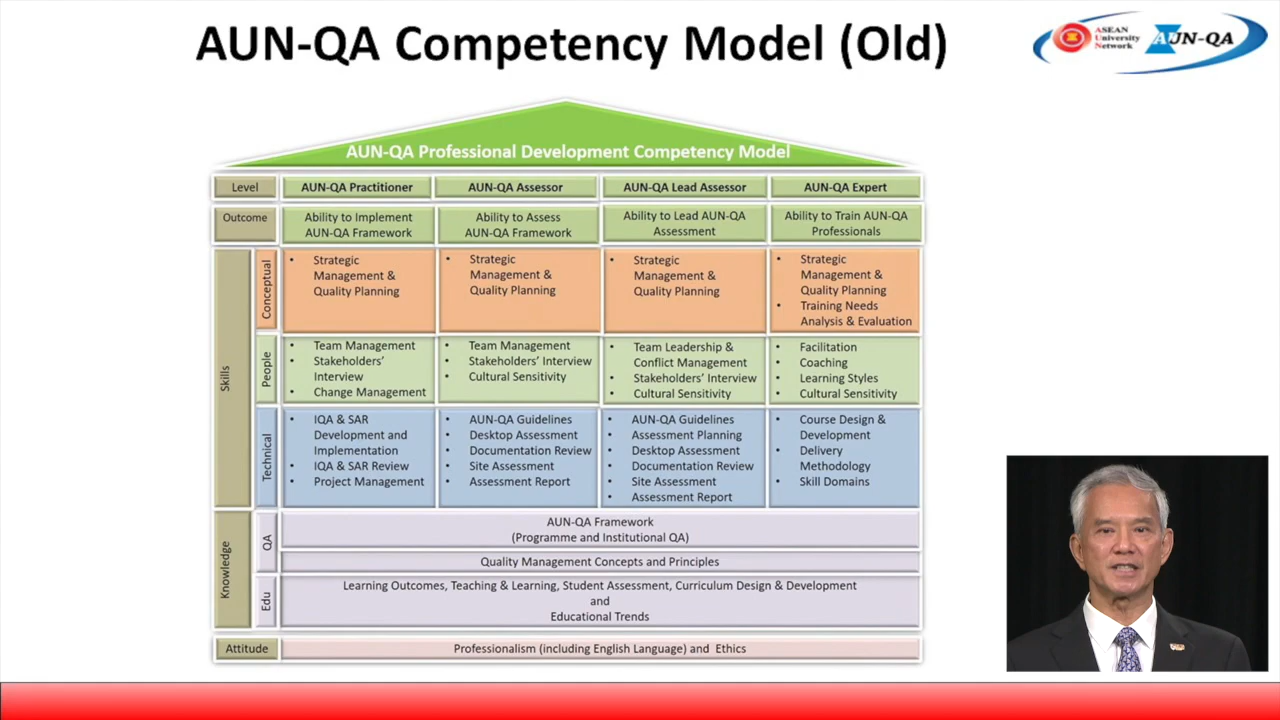 AUN-QA Competency Model (Old)
ASEAN
University
Network
AUN-QA
AUN-QA Professional Development Competency Model
Level
AUN-QA Practitioner
AUN-QA Assessor
AUN-QA Lead Assessor
AUN-QA Expert
Outcome
Ability to Implement
AUN-QA Framework
Ability to Assess
AUN-QA Framework
Ability to Lead AUN-QA
Assessment
Ability to Train AUN-QA
Professionals
Skills
Conceptual
• Strategic
Management &
Quality Planning
• Strategic
Management &
Quality Planning
• Strategic
Management &
Quality Planning
• Strategic
Management &
Quality Planning
• Training Needs
Analysis & Evaluation
People
• Team Management
• Stakeholders'
Interview
• Change Management
• Team Management
• Stakeholders' Interview
• Cultural Sensitivity
• Team Leadership &
Conflict Management
• Stakeholders' Interview
• Cultural Sensitivity
• Facilitation
• Coaching
• Learning Styles
• Cultural Sensitivity
Technical
• IQA & SAR
Development and
Implementation
• IQA & SAR Review
• Project Management
• AUN-QA Guidelines
• Desktop Assessment
• Documentation Review
• Site Assessment
• Assessment Report
• AUN-QA Guidelines
• Assessment Planning
• Desktop Assessment
• Documentation Review
• Site Assessment
• Assessment Report
• Course Design &
Development
• Delivery
Methodology
• Skill Domains
Knowledge
QA
AUN-QA Framework
(Programme and Institutional QA)
Quality Management Concepts and Principles
Edu
Learning Outcomes, Teaching & Learning, Student Assessment, Curriculum Design & Development
and
Educational Trends
Attitude
Professionalism (including English Language) and Ethics